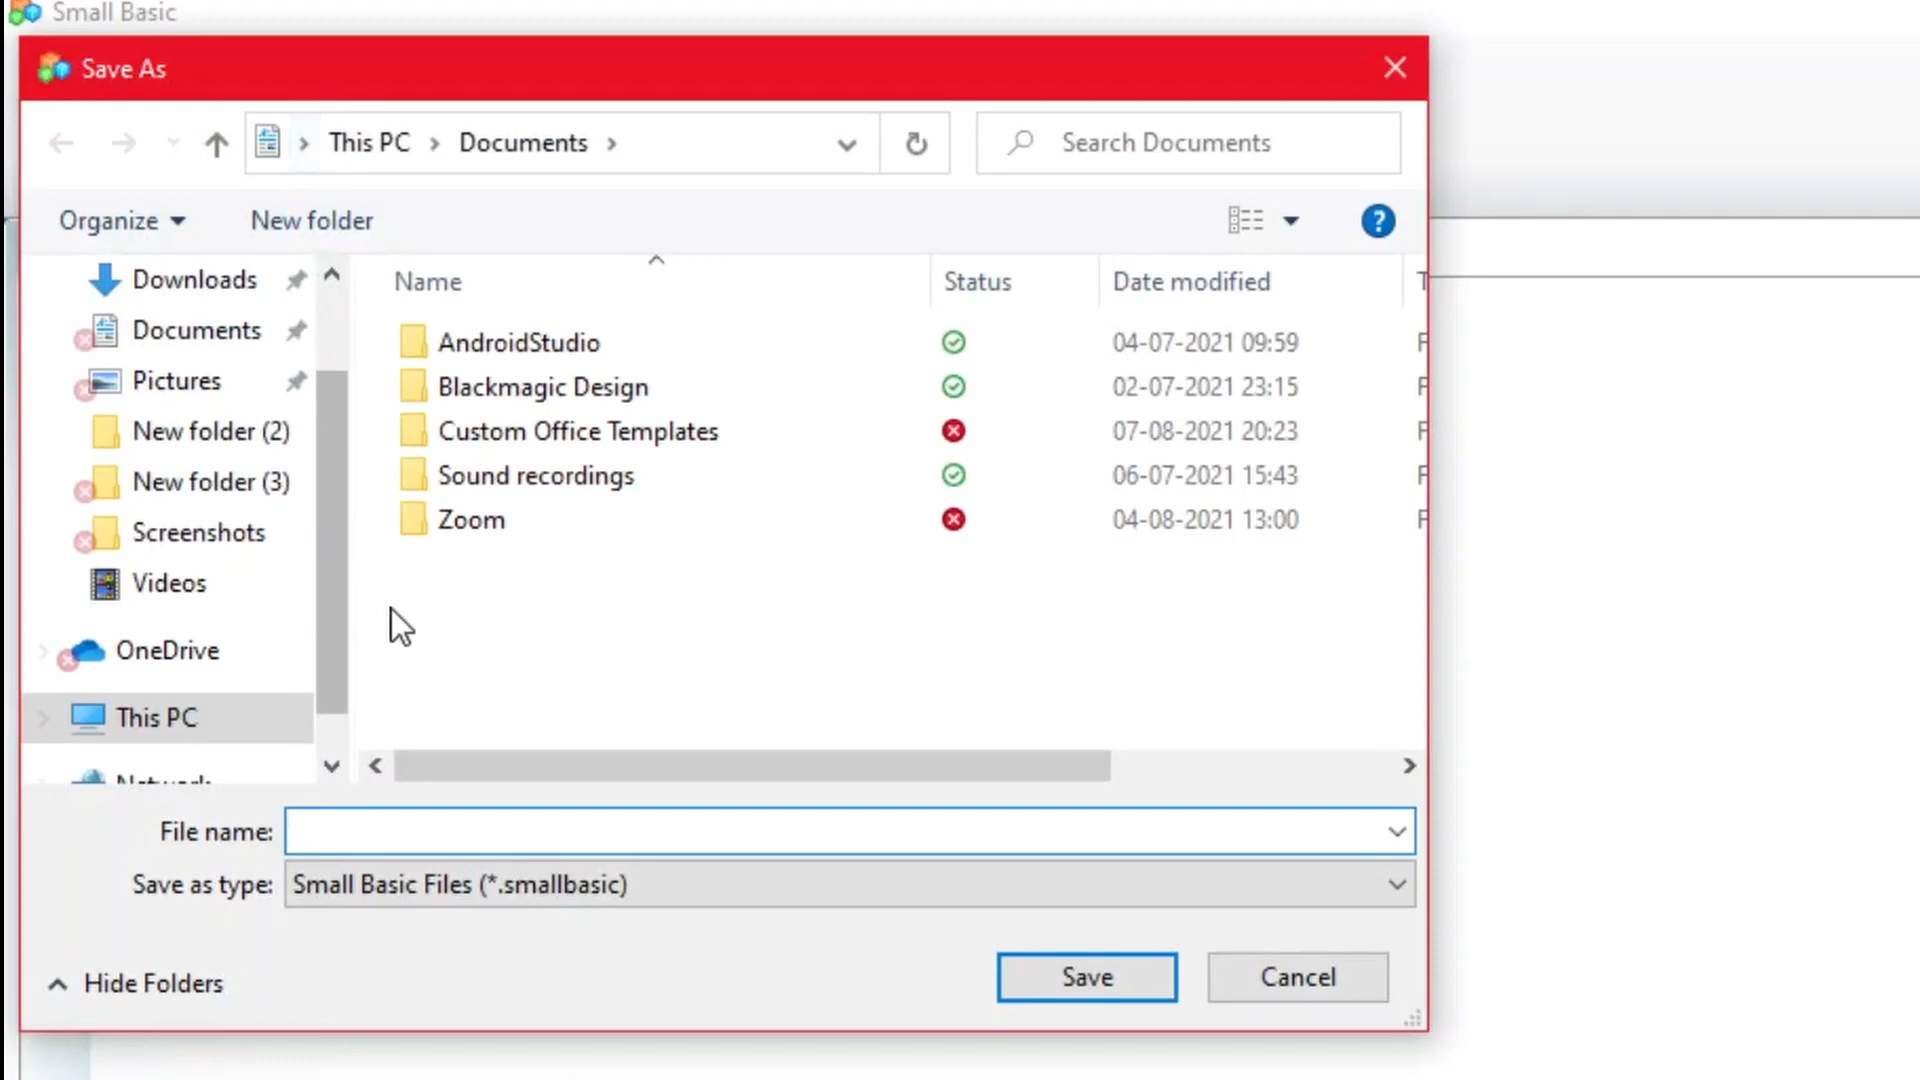 Small Basic
Save As
This PC > Documents >
Search Documents
Organize
New folder
?
Downloads
Documents
Pictures
New folder (2)
New folder (3)
Screenshots
Videos
OneDrive
This PC
Network
Name Status Date modified T
AndroidStudio 04-07-2021 09:59 F
Blackmagic Design 02-07-2021 23:15 F
Custom Office Templates 07-08-2021 20:23 F
Sound recordings 06-07-2021 15:43 F
Zoom 04-08-2021 13:00 F
File name:
Save as type: Small Basic Files (*.smallbasic)
Hide Folders
Save
Cancel